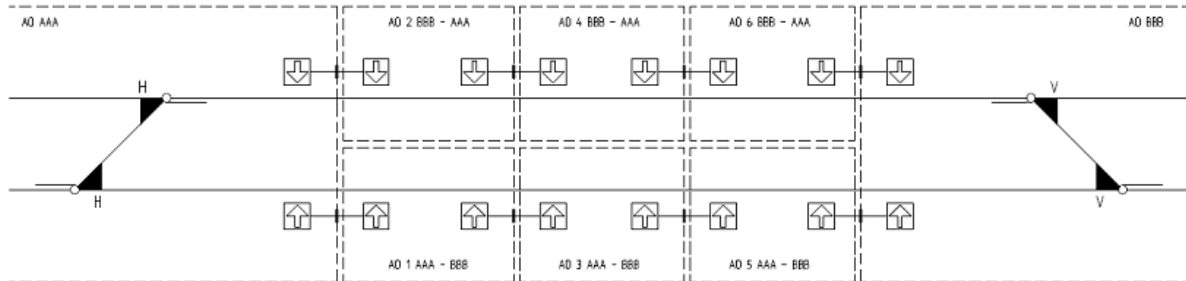 AO AAA
AO 2 BBB - AAA
AO 4 BBB - AAA
AO 6 BBB - AAA
AO BBB
H
V
H
V
AO 1 AAA - BBB
AO 3 AAA - BBB
AO 5 AAA - BBB